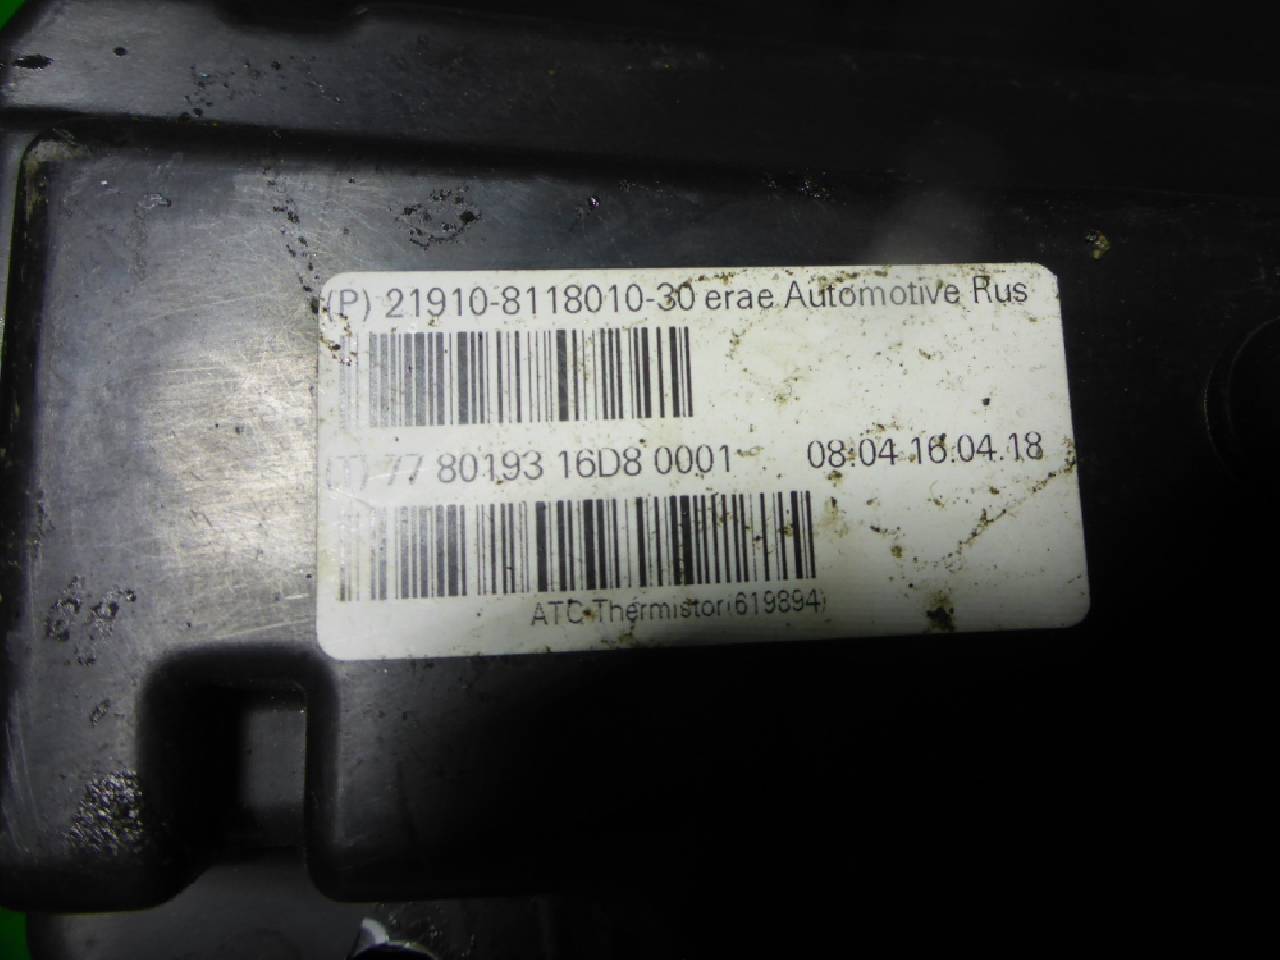 (P) 21910-8118010-30 erae Automotive Rus
(T) 77 80193 16D8 0001 08:04 16.04.18
ATC-Thermistor(619894)